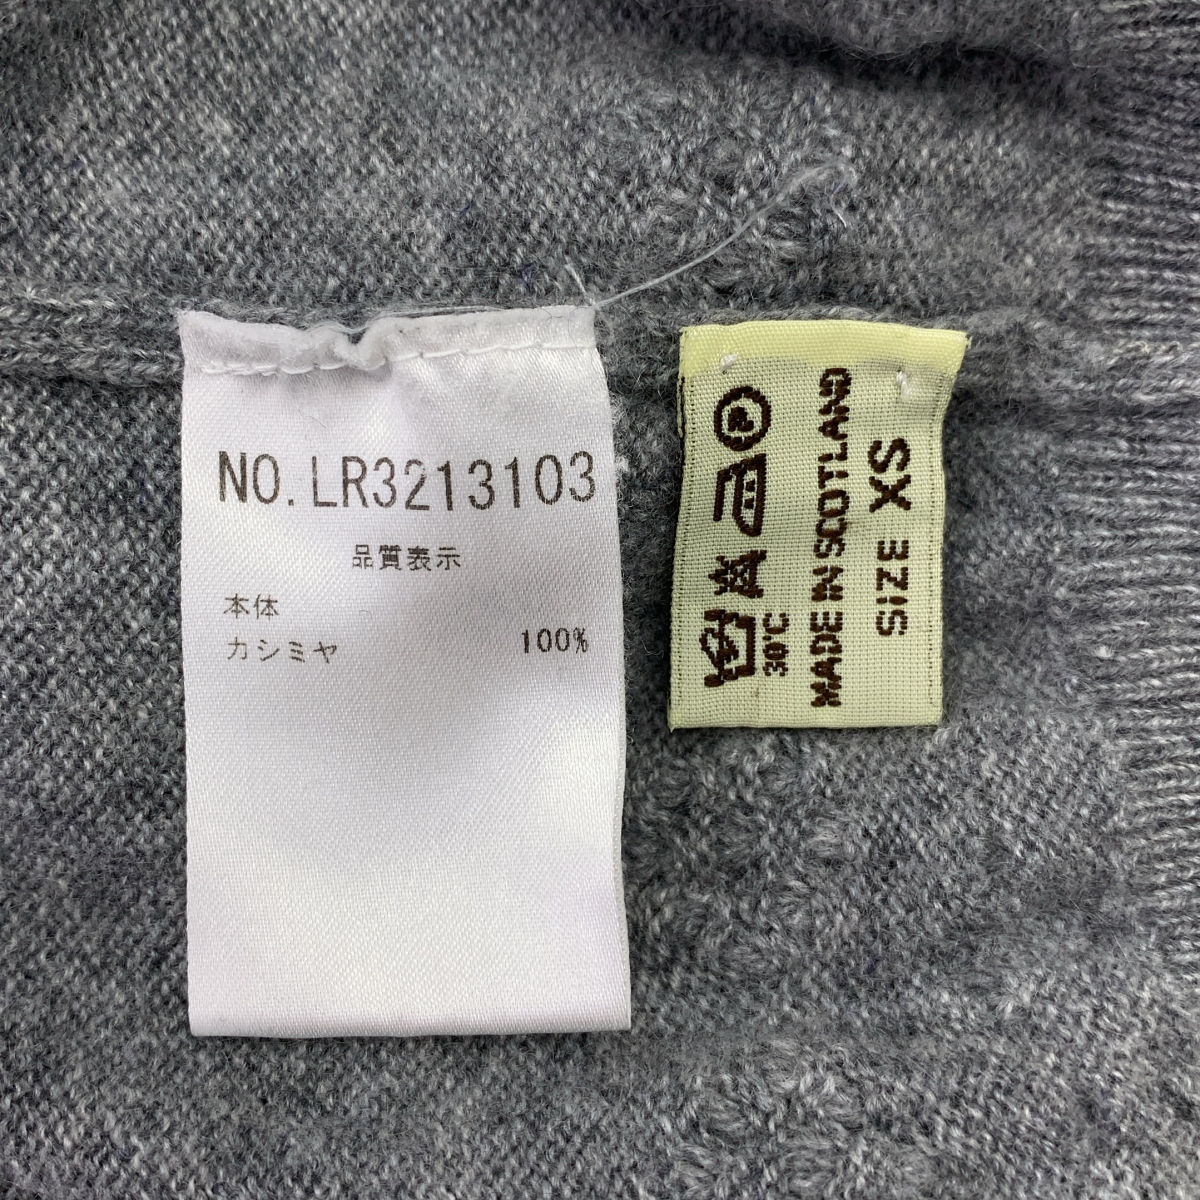 NO.LR3213103
品質表示
本体
カシミヤ 100%
P
30°C
MADE IN SCOTLAND
SIZE XS